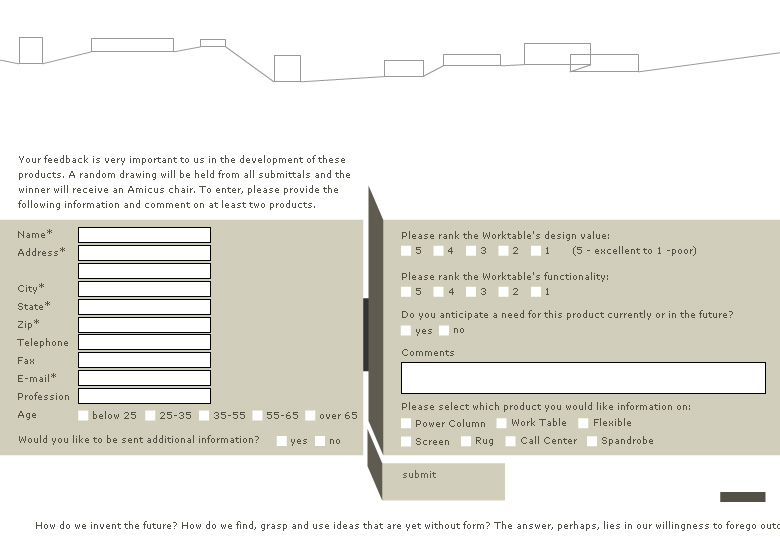 Your feedback is very important to us in the development of these
products. A random drawing will be held from all submittals and the
winner will receive an Amicus chair. To enter, please provide the
following information and comment on at least two products.
Name*
Address*
City*
State*
Zip*
Telephone
Fax
E-mail*
Profession
Age below 25 25-35 35-55 55-65 over 65
Would you like to be sent additional information? yes no
Please rank the Worktable's design value:
5 4 3 2 1 (5 - excellent to 1 -poor)
Please rank the Worktable's functionality:
5 4 3 2 1
Do you anticipate a need for this product currently or in the future?
yes no
Comments
Please select which product you would like information on:
Power Column Work Table Flexible
Screen Rug Call Center Spandrobe
submit
How do we invent the future? How do we find, grasp and use ideas that are yet without form? The answer, perhaps, lies in our willingness to forego